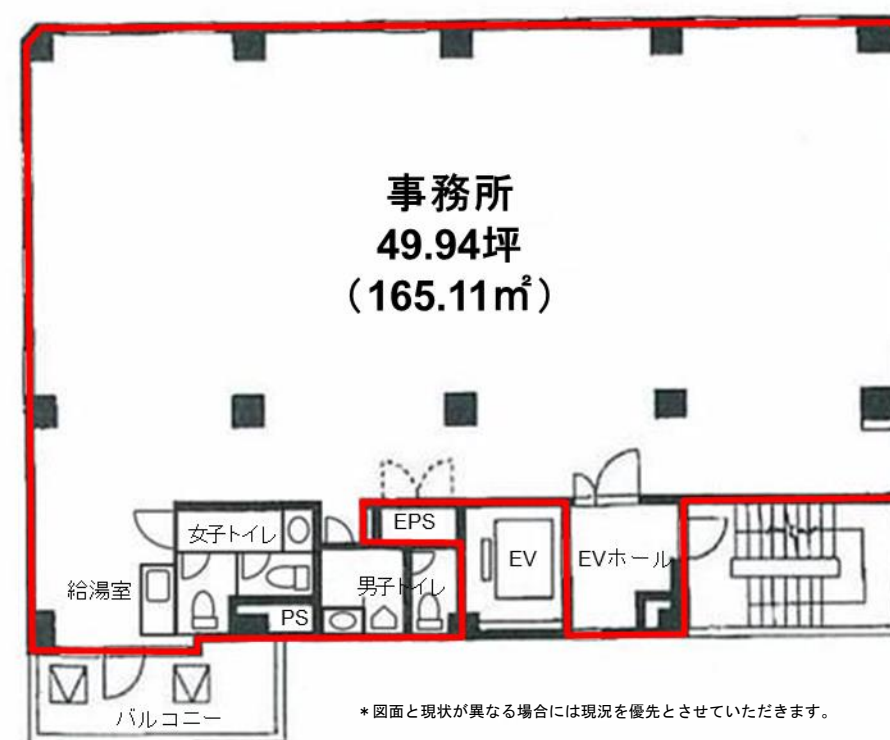 事務所
49.94坪
（165.11㎡）
EPS
女子トイレ
EV
EVホール
給湯室
男子トイレ
PS
バルコニー
＊図面と現状が異なる場合には現況を優先とさせていただきます。